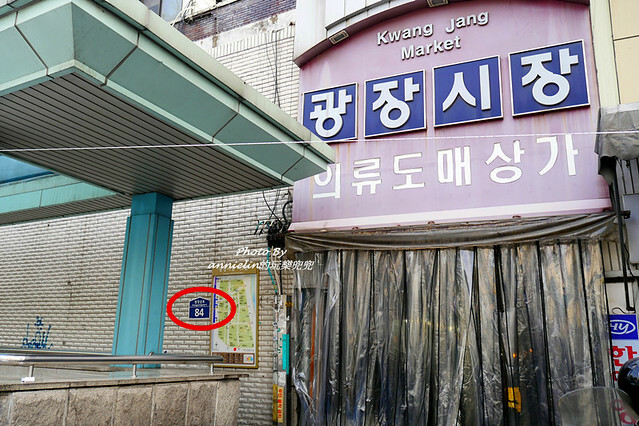 Kwang Jang
Market
광장시장
의류도매상가
Photo By
annielin的玩樂兜兜
84
HY